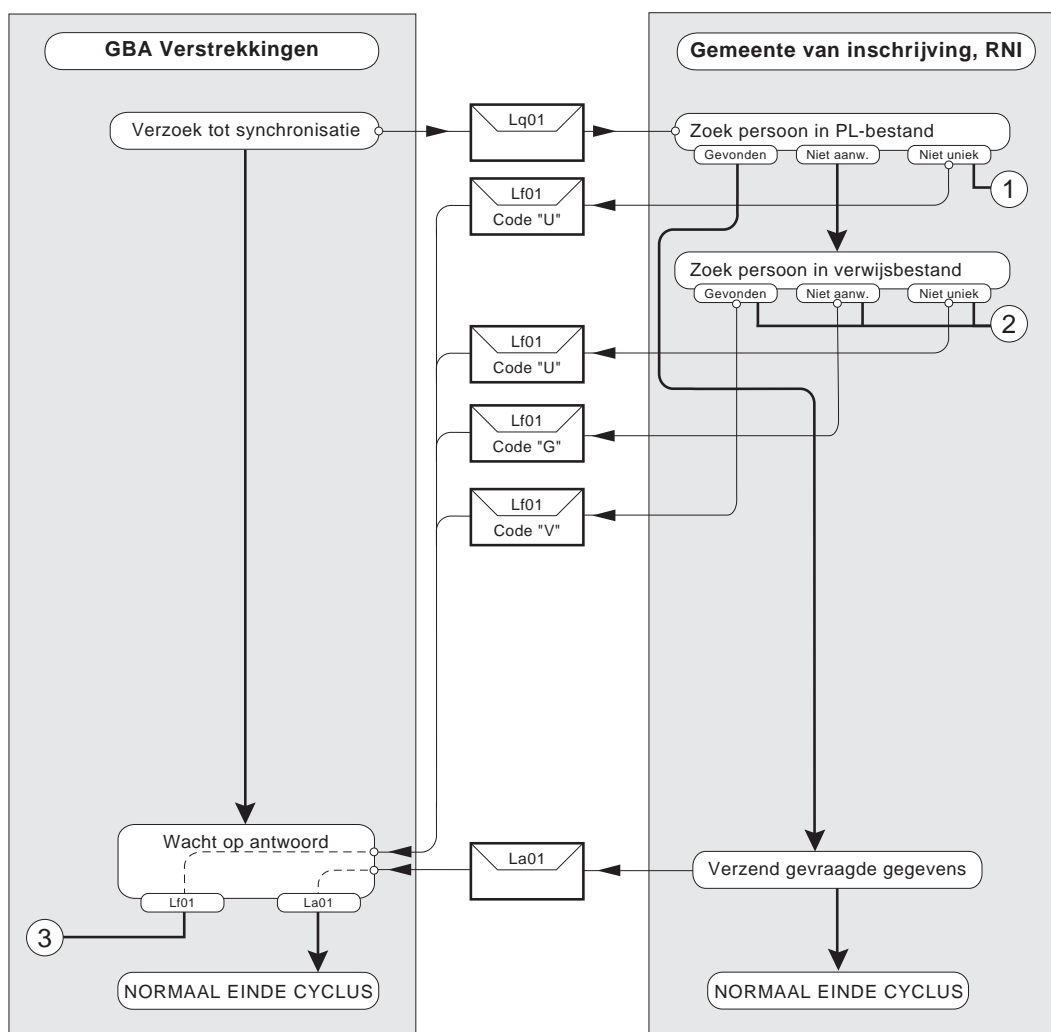 GBA Verstrekkingen
Gemeente van inschrijving, RNI
Verzoek tot synchronisatie
Lq01
Zoek persoon in PL-bestand
Gevonden
Niet aanw.
Niet uniek
1
Lf01
Code "U"
Zoek persoon in verwijsbestand
Gevonden
Niet aanw.
Niet uniek
2
Lf01
Code "U"
Lf01
Code "G"
Lf01
Code "V"
Wacht op antwoord
Lf01
La01
3
La01
Verzend gevraagde gegevens
NORMAAL EINDE CYCLUS
NORMAAL EINDE CYCLUS